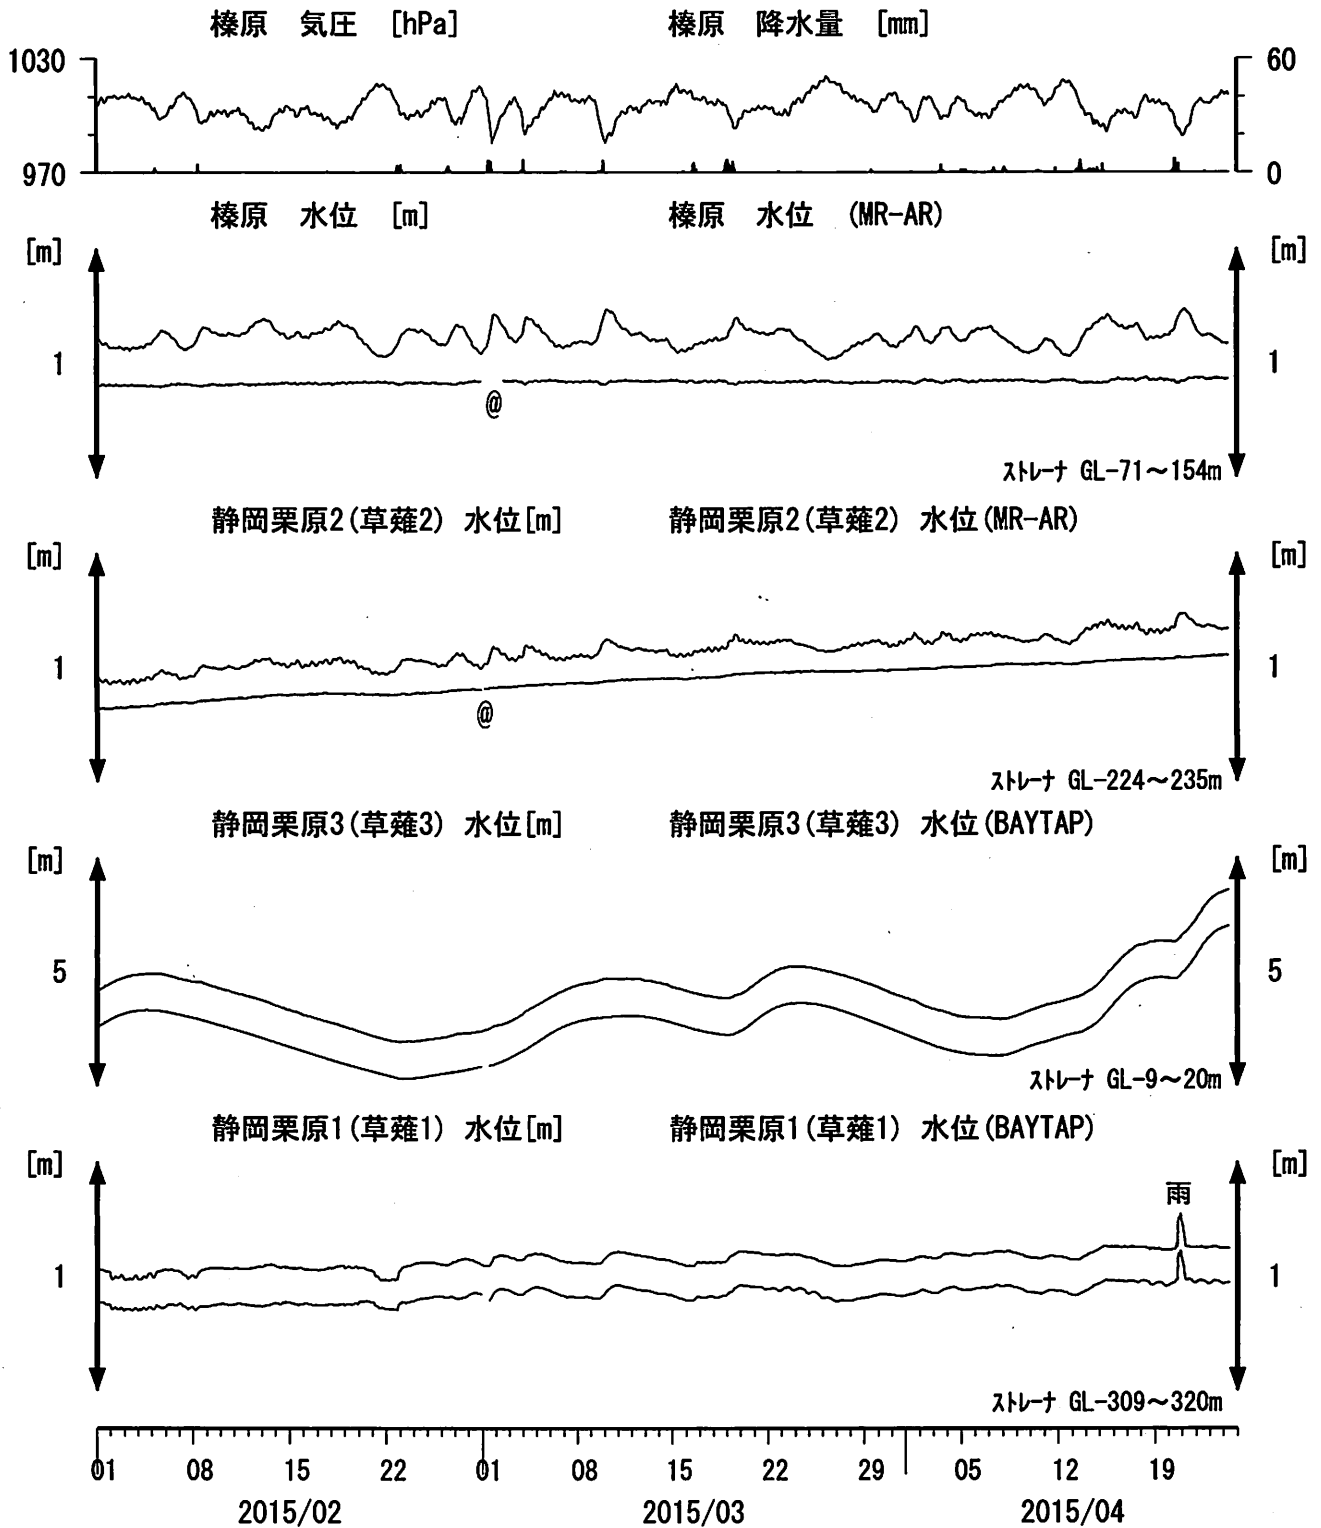 榛原 気圧 [hPa] 榛原 降水量 [mm]
1030 60
970 0
榛原 水位 [m] 榛原 水位 (MR-AR)
[m] [m]
1 1
@
ストレーナ GL-71～154m
静岡栗原2(草薙2) 水位[m] 静岡栗原2(草薙2) 水位(MR-AR)
[m] [m]
1 1
@
ストレーナ GL-224～235m
静岡栗原3(草薙3) 水位[m] 静岡栗原3(草薙3) 水位(BAYTAP)
[m] [m]
5 5
ストレーナ GL-9～20m
静岡栗原1(草薙1) 水位[m] 静岡栗原1(草薙1) 水位(BAYTAP)
[m] [m]
雨
1 1
ストレーナ GL-309～320m
01 08 15 22 01 08 15 22 29 05 12 19
2015/02 2015/03 2015/04